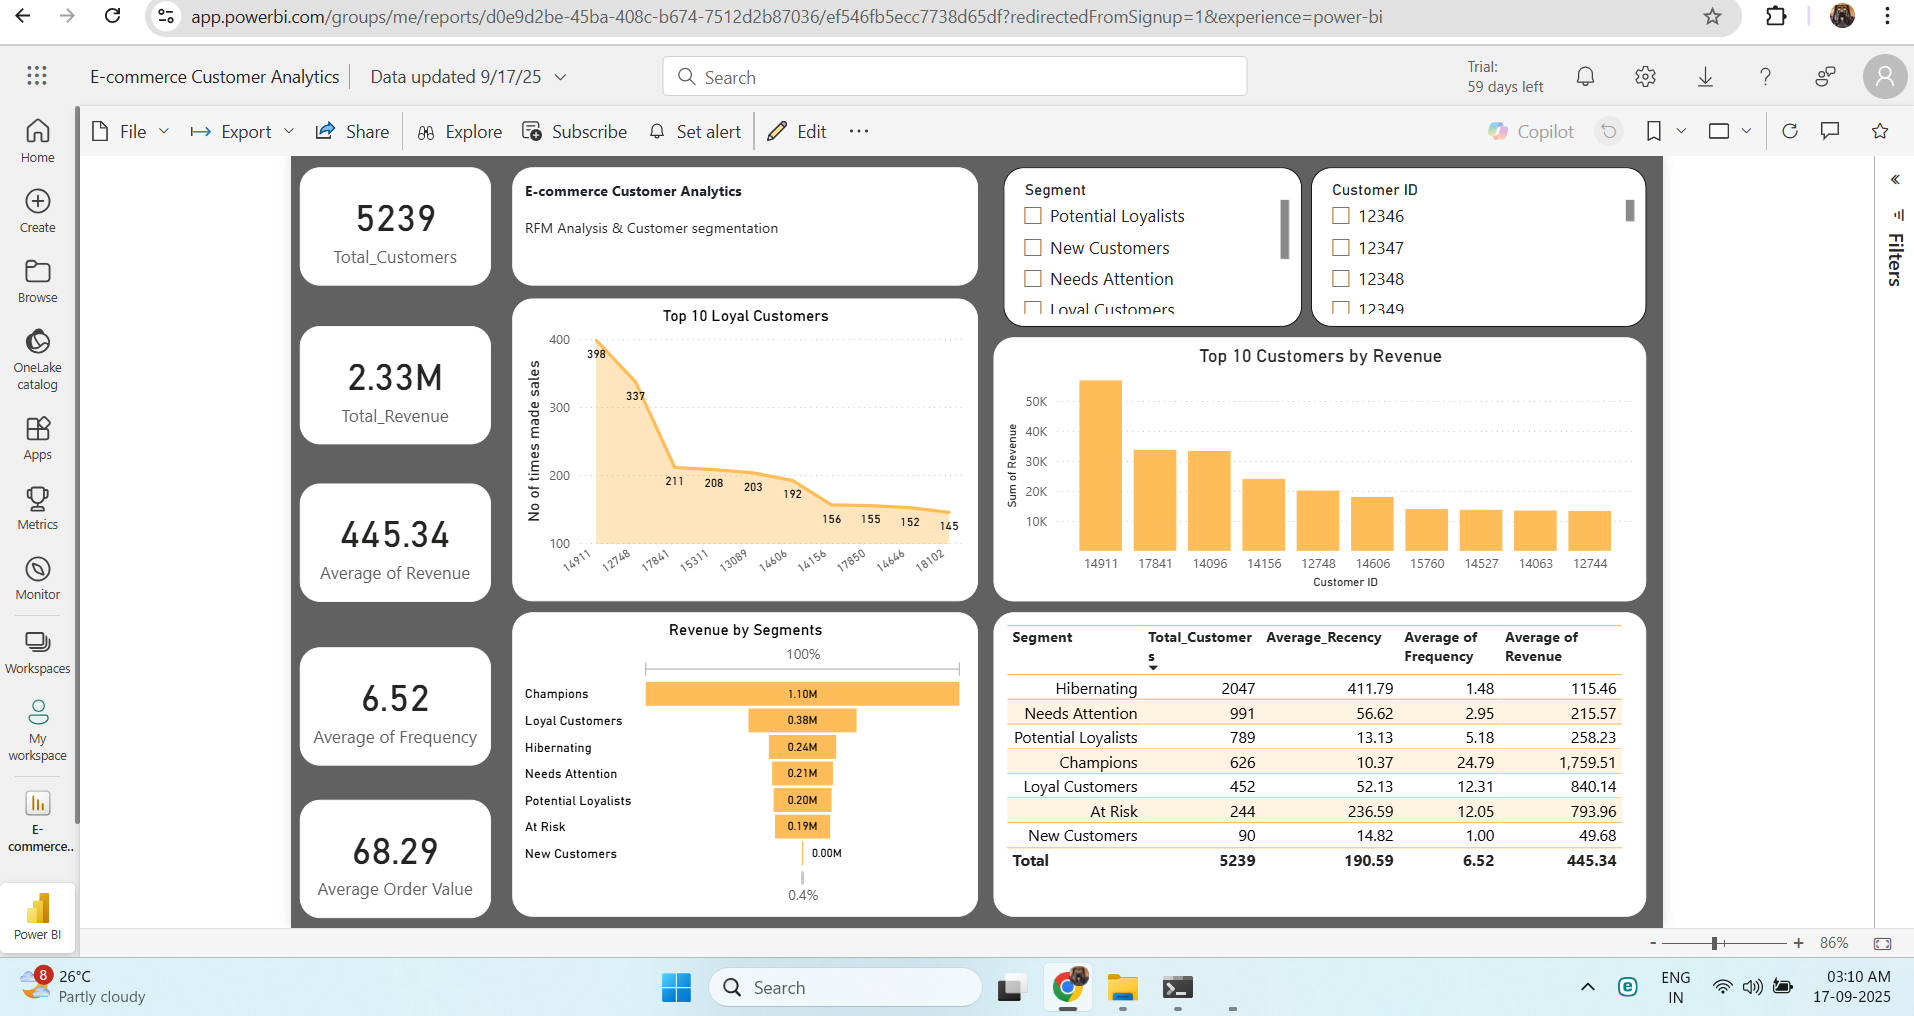 app.powerbi.com/groups/me/reports/d0e9d2be-45ba-408c-b674-7512d2b87036/ef546fb5ecc7738d65df?redirectedFromSignup=1&experience=power-bi
E-commerce Customer Analytics
Data updated 9/17/25
Search
Trial:
59 days left
File
Export
Share
Explore
Subscribe
Set alert
Edit
Copilot
Home
Create
Browse
OneLake
catalog
Apps
Metrics
Monitor
Workspaces
My
workspace
E-
commerce..
Power BI
5239
Total_Customers
2.33M
Total_Revenue
445.34
Average of Revenue
6.52
Average of Frequency
68.29
Average Order Value
E-commerce Customer Analytics
RFM Analysis & Customer segmentation
Segment
Potential Loyalists
New Customers
Needs Attention
Loyal Customers
Customer ID
12346
12347
12348
12349
Filters
Top 10 Loyal Customers
No of times made sales
400
300
200
100
398
337
211
208
203
192
156
155
152
145
14911
12748
17841
15311
13089
14606
14156
17850
14646
18102
Top 10 Customers by Revenue
Sum of Revenue
50K
40K
30K
20K
10K
14911 17841 14096 14156 12748 14606 15760 14527 14063 12744
Customer ID
Revenue by Segments
100%
Champions 1.10M
Loyal Customers 0.38M
Hibernating 0.24M
Needs Attention 0.21M
Potential Loyalists 0.20M
At Risk 0.19M
New Customers 0.00M
0.4%
Segment Total_Customer Average_Recency Average of Average of
s Frequency Revenue
Hibernating 2047 411.79 1.48 115.46
Needs Attention 991 56.62 2.95 215.57
Potential Loyalists 789 13.13 5.18 258.23
Champions 626 10.37 24.79 1,759.51
Loyal Customers 452 52.13 12.31 840.14
At Risk 244 236.59 12.05 793.96
New Customers 90 14.82 1.00 49.68
Total 5239 190.59 6.52 445.34
- + 86%
8
26°C
Partly cloudy
Search
ENG
IN
03:10 AM
17-09-2025